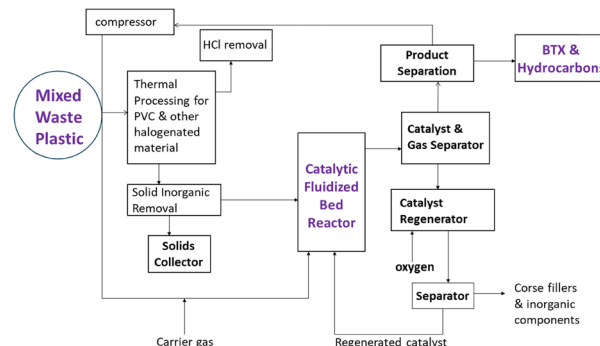 compressor
HCl removal
Product
Separation
BTX &
Hydrocarbons
Mixed
Waste
Plastic
Thermal
Processing for
PVC & other
halogenated
material
Catalyst &
Gas Separator
Catalytic
Fluidized
Bed
Reactor
Solid Inorganic
Removal
Catalyst
Regenerator
Solids
Collector
oxygen
Separator
Corse fillers
& inorganic
components
Carrier gas
Regenerated catalyst